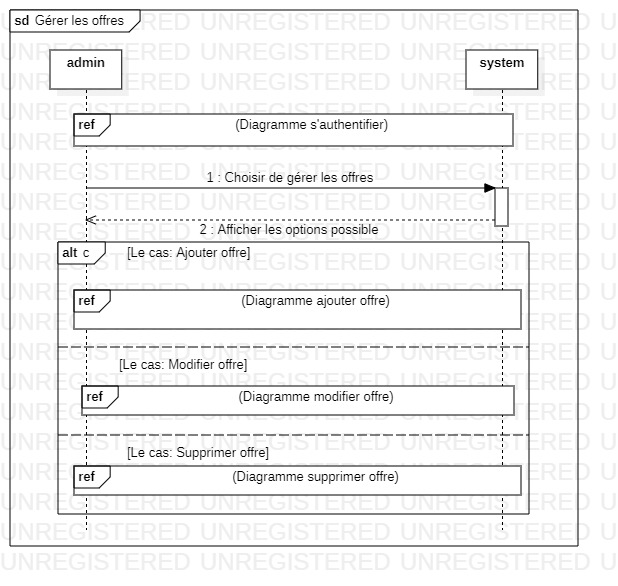 sd Gérer les offres
admin
system
ref (Diagramme s'authentifier)
1 : Choisir de gérer les offres
2 : Afficher les options possible
alt c [Le cas: Ajouter offre]
ref (Diagramme ajouter offre)
[Le cas: Modifier offre]
ref (Diagramme modifier offre)
[Le cas: Supprimer offre]
ref (Diagramme supprimer offre)
UNREGISTERED